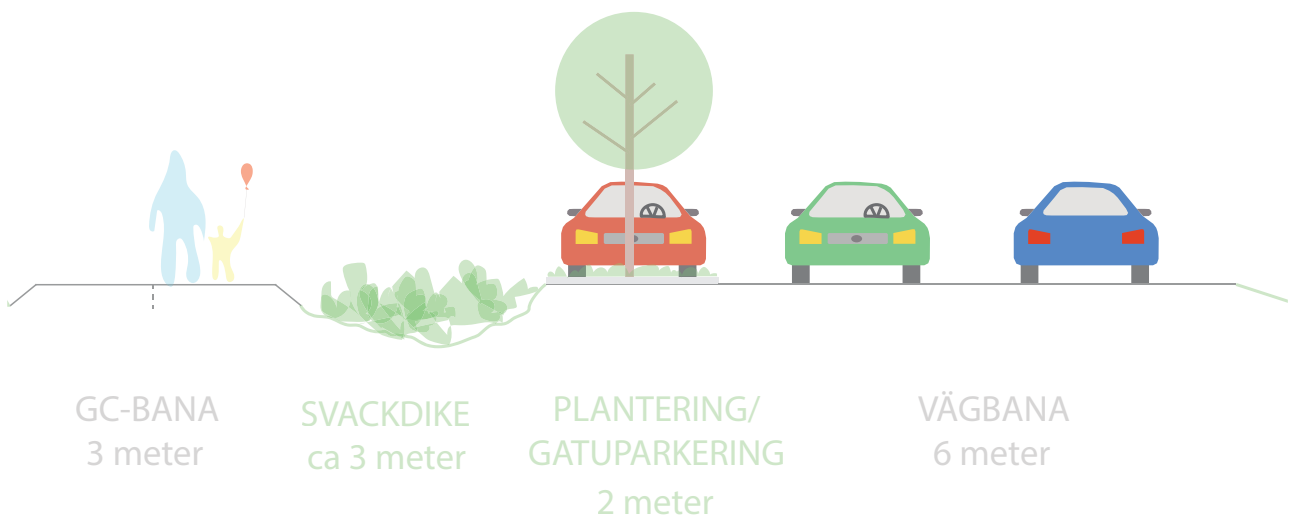 GC-BANA
3 meter
SVACKDIKE
ca 3 meter
PLANTERING/
GATUPARKERING
2 meter
VÄGBANA
6 meter